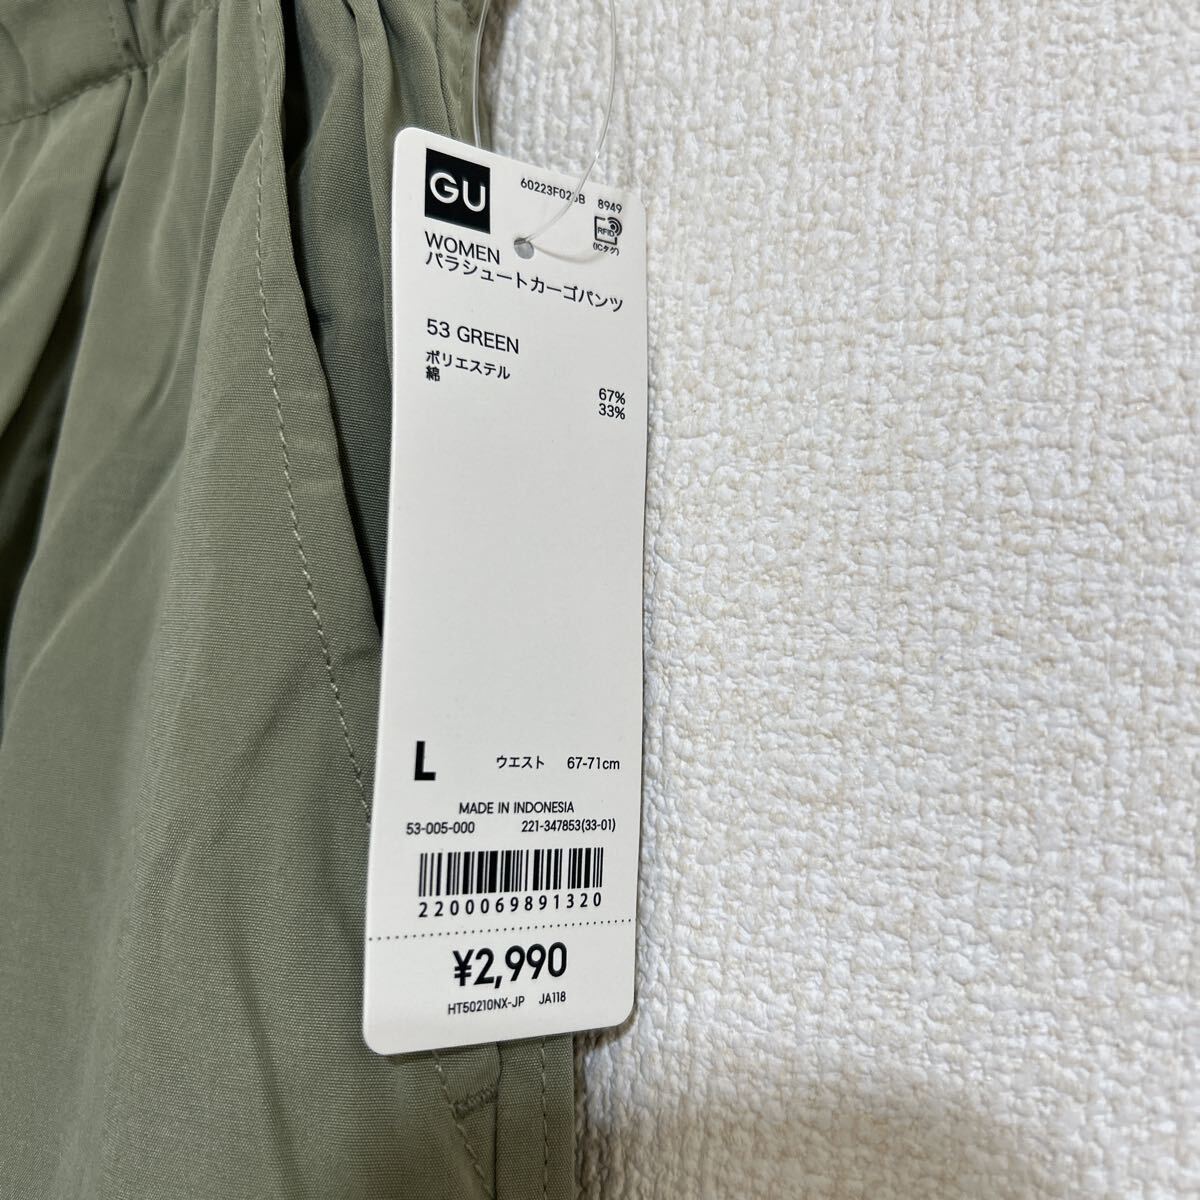 GU
8949
RFID
(ICタグ)
WOMEN
パラシュートカーゴパンツ
53 GREEN
ポリエステル 67%
綿 33%
L ウエスト 67-71cm
MADE IN INDONESIA
53-005-000 221-347853(33-01)
2200069891320
¥2,990
HT50210NX-JP JA118